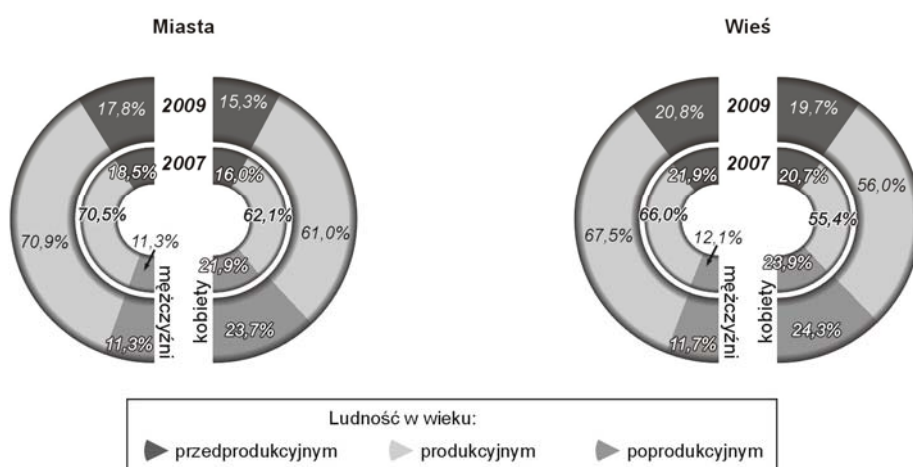 Miasta
17,8%
2009
15,3%
18,5%
2007
16,0%
70,9%
70,5%
62,1%
61,0%
11,3%
21,9%
11,3%
mężczyźni
kobiety
23,7%
Wieś
20,8%
2009
19,7%
21,9%
2007
20,7%
67,5%
66,0%
55,4%
56,0%
12,1%
23,9%
11,7%
mężczyźni
kobiety
24,3%
Ludność w wieku:
przedprodukcyjnym
produkcyjnym
poprodukcyjnym